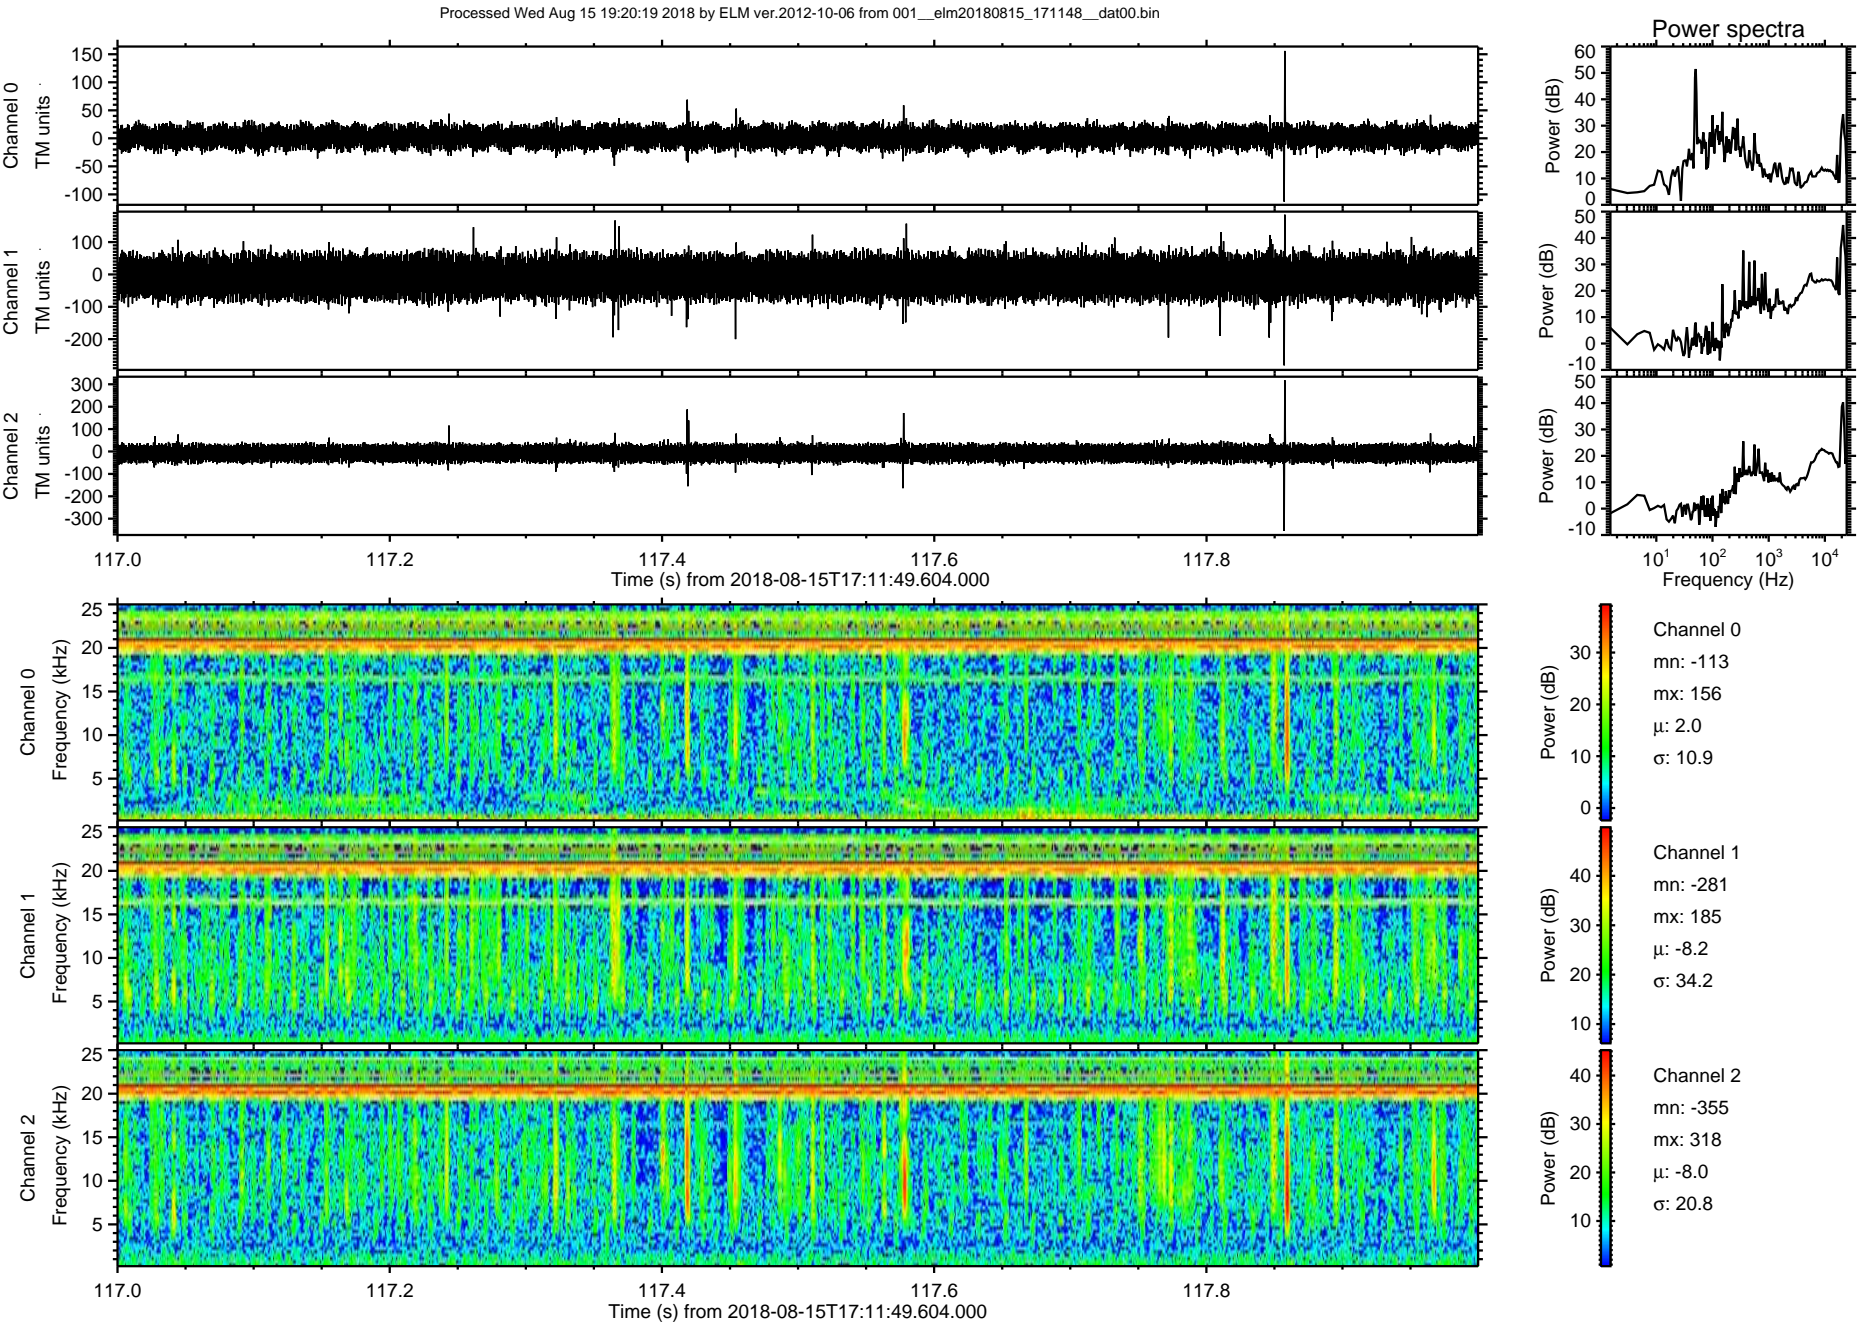 Processed Wed Aug 15 19:20:19 2018 by ELM ver.2012-10-06 from 001__elm20180815_171148__dat00.bin
Power spectra
Channel 0
TM units
150
100
50
0
-50
-100
Power (dB)
60
50
40
30
20
10
0
Channel 1
TM units
100
0
-100
-200
Power (dB)
50
40
30
20
10
0
-10
Channel 2
TM units
300
200
100
0
-100
-200
-300
Power (dB)
50
40
30
20
10
0
-10
117.0 117.2 117.4 117.6 117.8
Time (s) from 2018-08-15T17:11:49.604.000
10¹ 10² 10³ 10⁴
Frequency (Hz)
Channel 0
Frequency (kHz)
25
20
15
10
5
Power (dB)
30
20
10
0
Channel 0
mn: -113
mx: 156
μ: 2.0
σ: 10.9
Channel 1
Frequency (kHz)
25
20
15
10
5
Power (dB)
40
30
20
10
Channel 1
mn: -281
mx: 185
μ: -8.2
σ: 34.2
Channel 2
Frequency (kHz)
25
20
15
10
5
Power (dB)
40
30
20
10
Channel 2
mn: -355
mx: 318
μ: -8.0
σ: 20.8
117.0 117.2 117.4 117.6 117.8
Time (s) from 2018-08-15T17:11:49.604.000